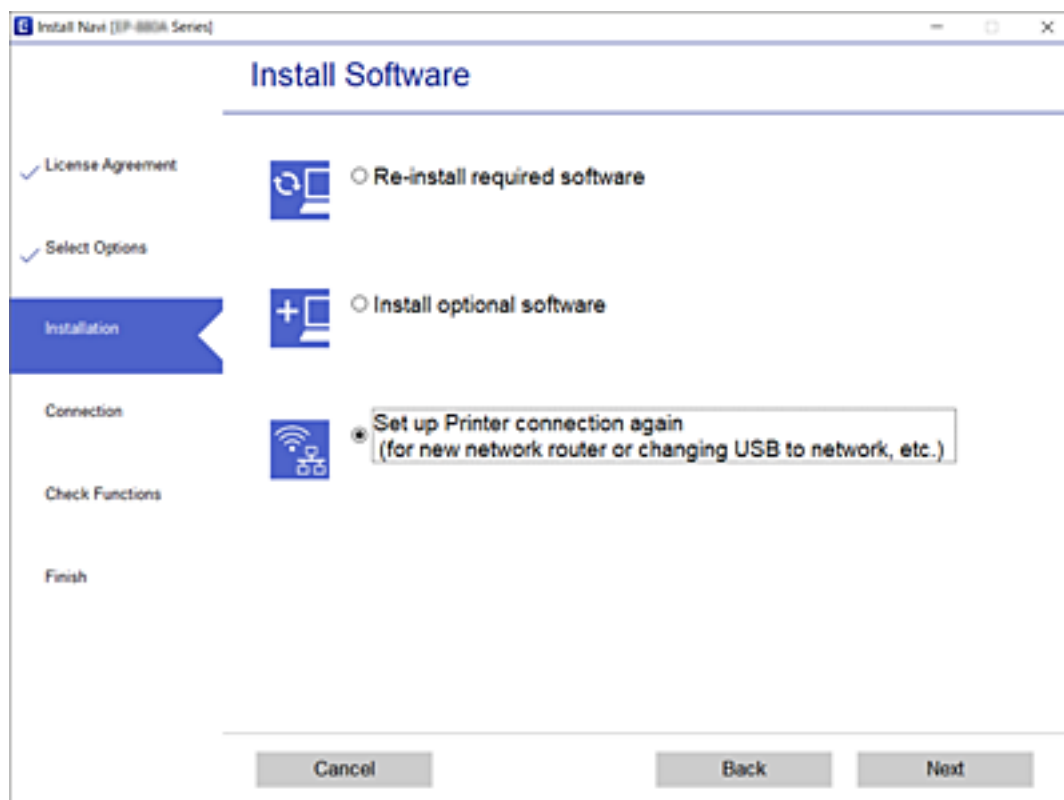 Install Navi [EP-880A Series]
Install Software
License Agreement
Select Options
Installation
Connection
Check Functions
Finish
Re-install required software
Install optional software
Set up Printer connection again
(for new network router or changing USB to network, etc.)
Cancel
Back
Next